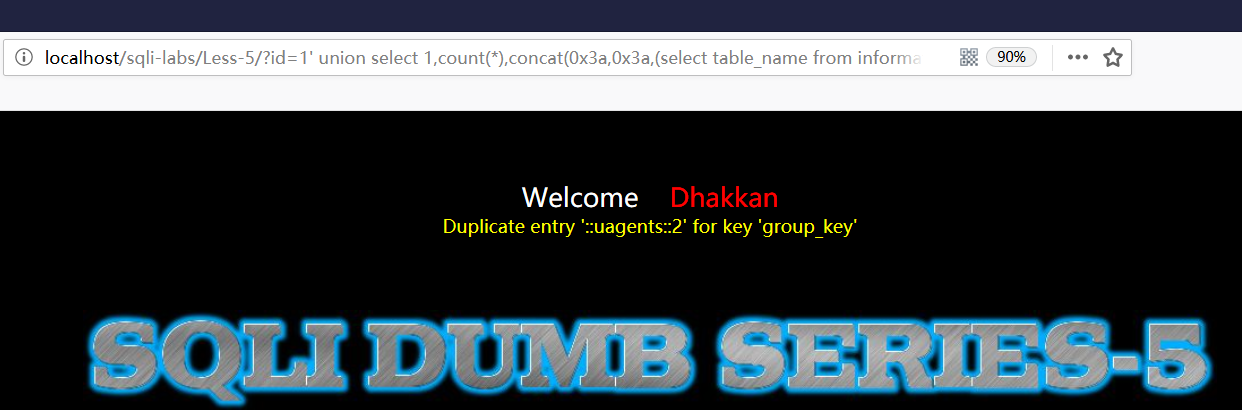 localhost/sqli-labs/Less-5/?id=1' union select 1,count(*),concat(0x3a,0x3a,(select table_name from informa
90%
Welcome Dhakkan
Duplicate entry '::uagents::2' for key 'group_key'
SQLI DUMB SERIES-5